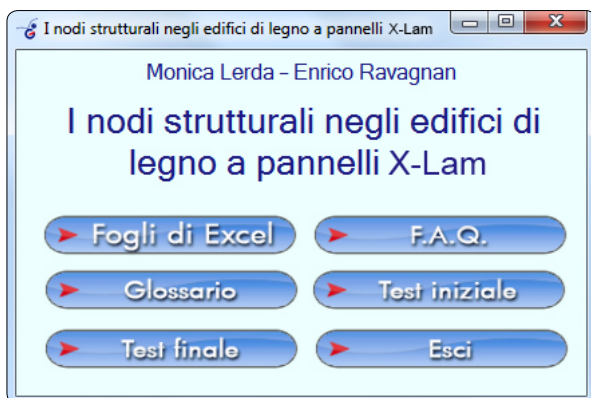 I nodi strutturali negli edifici di legno a pannelli X-Lam
Monica Lerda – Enrico Ravagnan
I nodi strutturali negli edifici di
legno a pannelli X-Lam
Fogli di Excel
F.A.Q.
Glossario
Test iniziale
Test finale
Esci